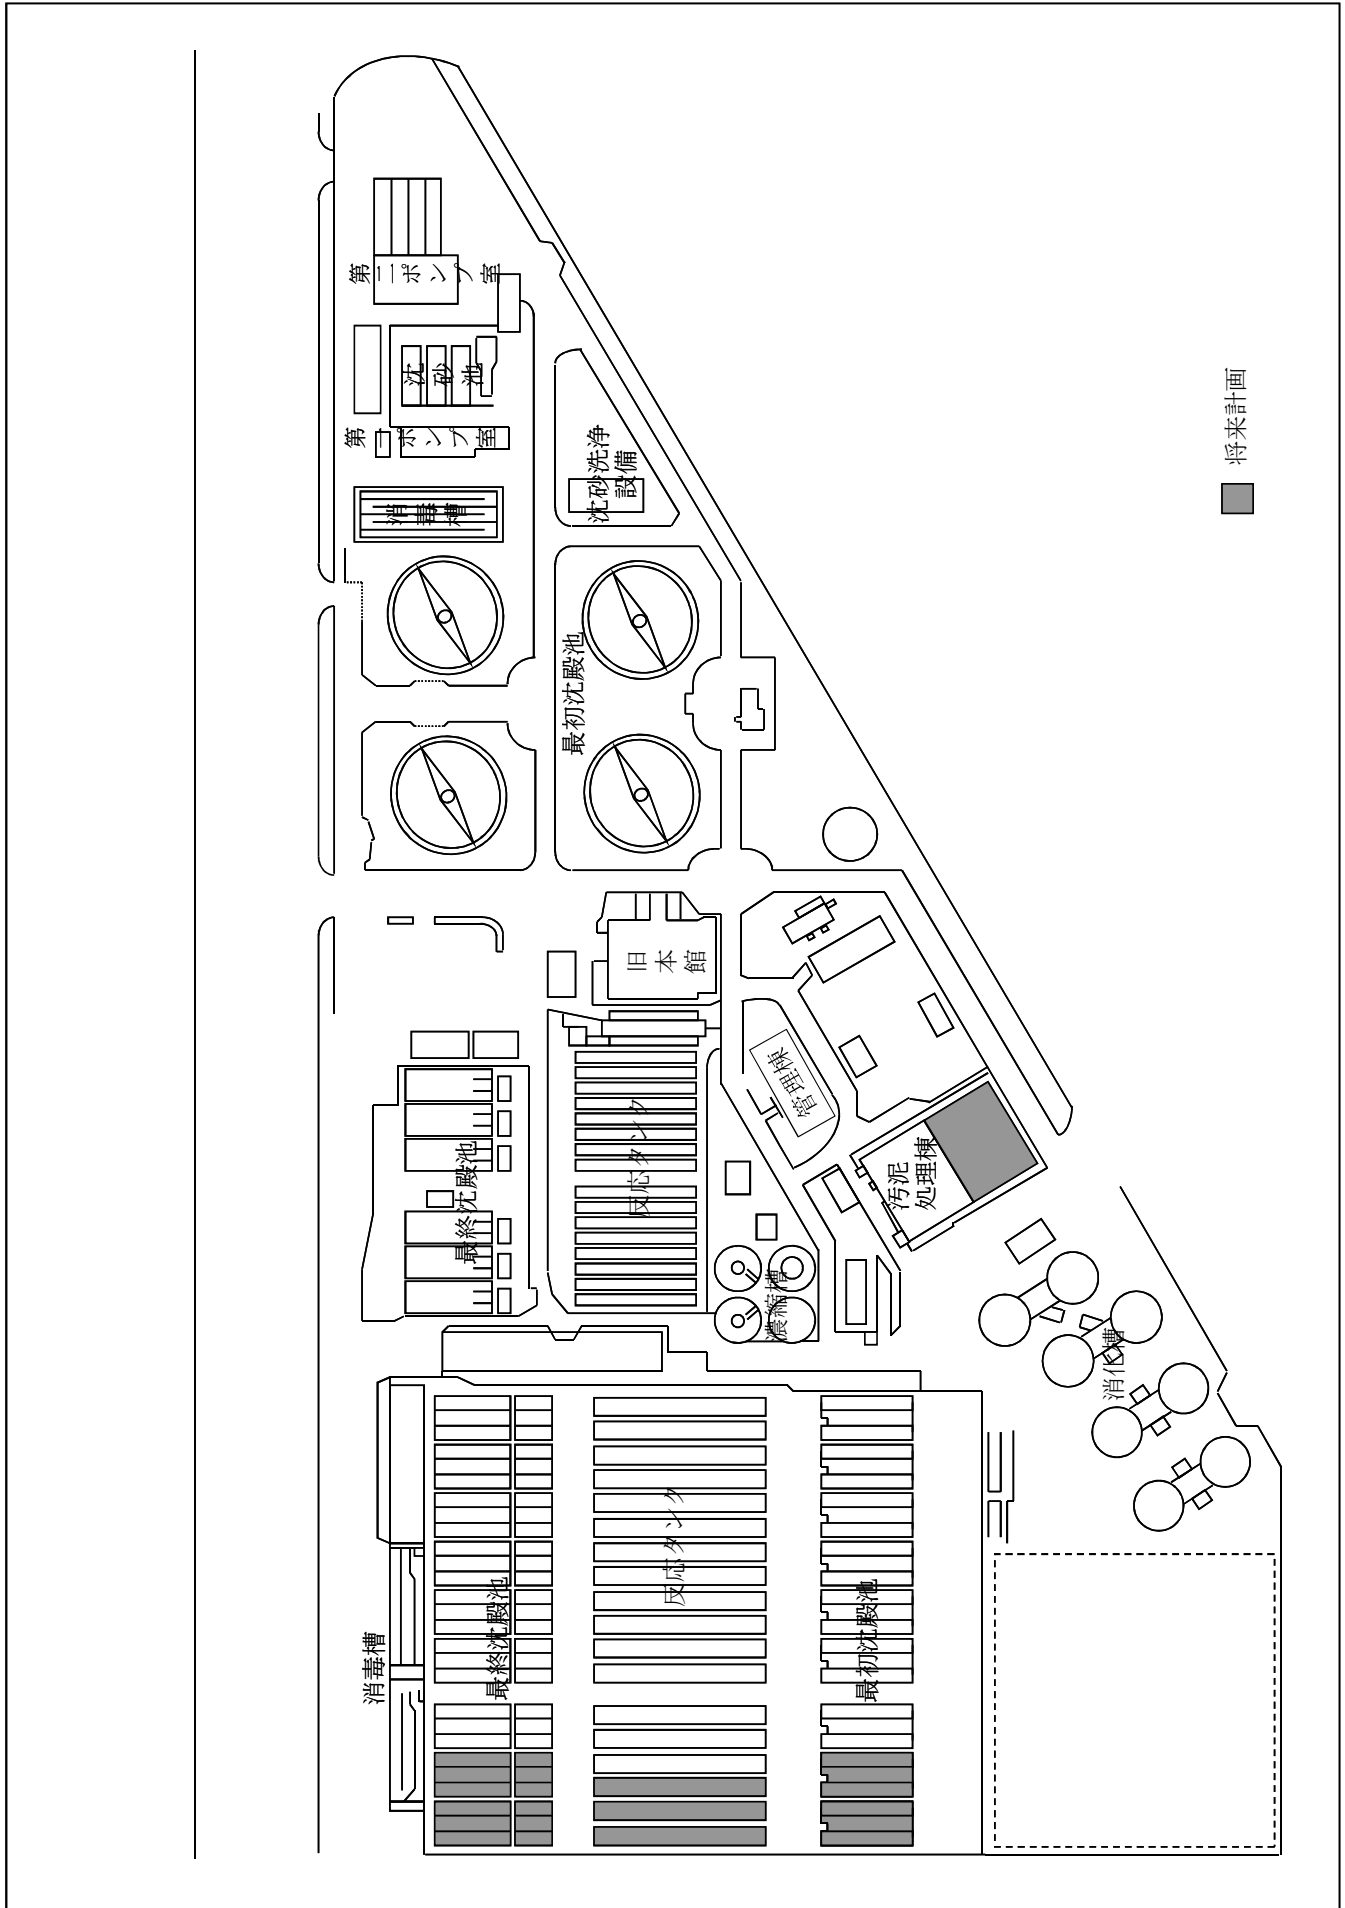 第二ポンプ室
沈砂池
第一ポンプ室
消毒槽
沈砂洗浄
設備
最初沈殿池
旧本館
管理棟
反応タンク
最終沈殿池
汚泥
処理棟
濃縮槽
消化槽
消毒槽
最終沈殿池
反応タンク
最初沈殿池
将来計画